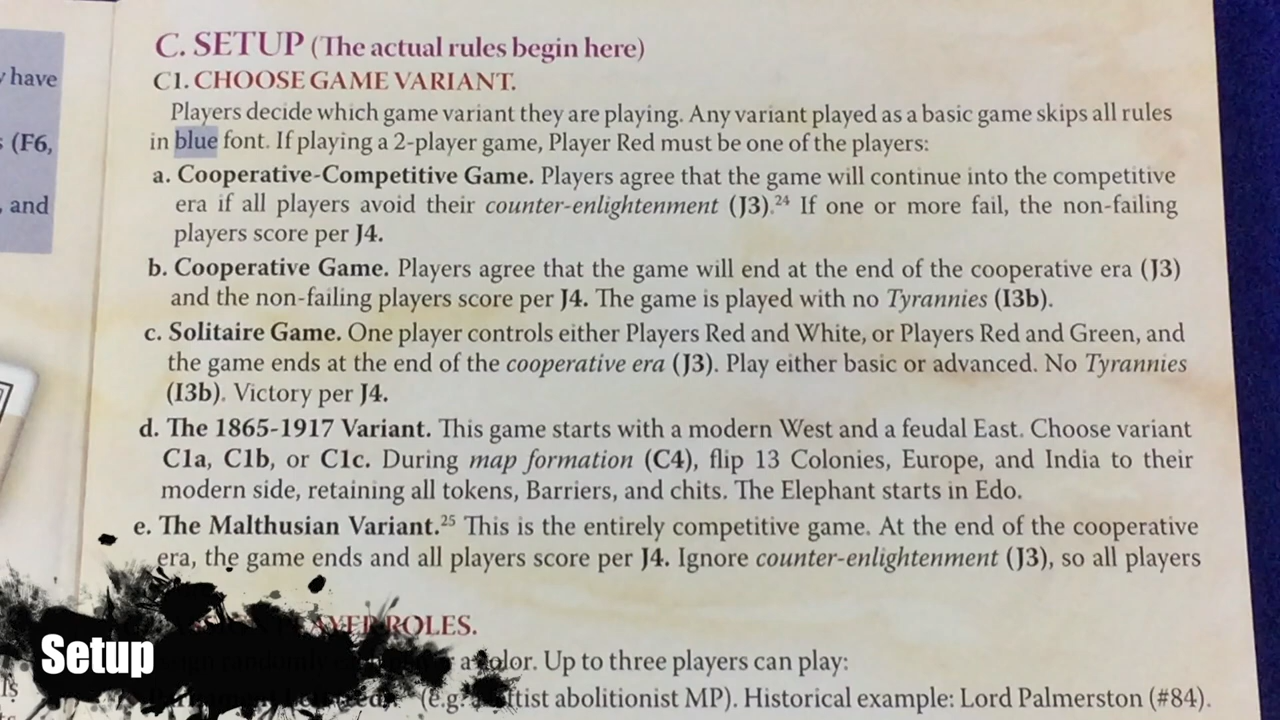 y have
s (F6,
, and
C. SETUP (The actual rules begin here)
C1. CHOOSE GAME VARIANT.
Players decide which game variant they are playing. Any variant played as a basic game skips all rules
in blue font. If playing a 2-player game, Player Red must be one of the players:
a. Cooperative-Competitive Game. Players agree that the game will continue into the competitive
era if all players avoid their counter-enlightenment (J3).24 If one or more fail, the non-failing
players score per J4.
b. Cooperative Game. Players agree that the game will end at the end of the cooperative era (J3)
and the non-failing players score per J4. The game is played with no Tyrannies (I3b).
c. Solitaire Game. One player controls either Players Red and White, or Players Red and Green, and
the game ends at the end of the cooperative era (J3). Play either basic or advanced. No Tyrannies
(I3b). Victory per J4.
d. The 1865-1917 Variant. This game starts with a modern West and a feudal East. Choose variant
C1a, C1b, or C1c. During map formation (C4), flip 13 Colonies, Europe, and India to their
modern side, retaining all tokens, Barriers, and chits. The Elephant starts in Edo.
e. The Malthusian Variant.25 This is the entirely competitive game. At the end of the cooperative
era, the game ends and all players score per J4. Ignore counter-enlightenment (J3), so all players
ROLES.
a color. Up to three players can play:
(e.g. leftist abolitionist MP). Historical example: Lord Palmerston (#84).
Setup